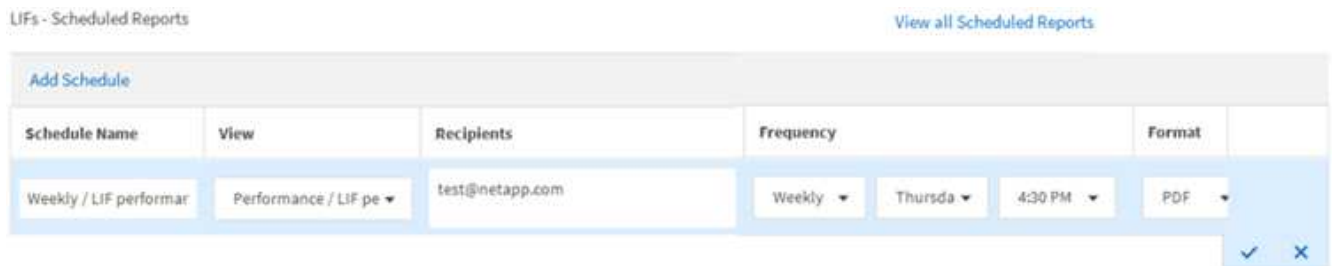 LIFs - Scheduled Reports
View all Scheduled Reports
Add Schedule
Schedule Name View Recipients Frequency Format
Weekly / LIF performar Performance / LIF pe test@netapp.com Weekly Thursda 4:30 PM PDF